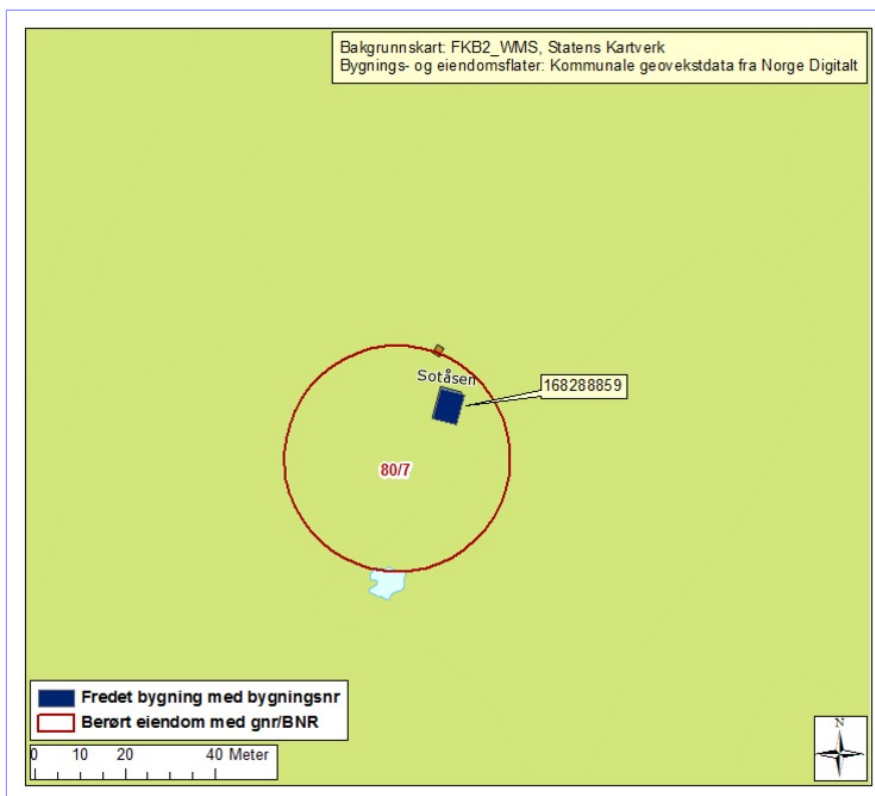 Bakgrunnskart: FKB2_WMS, Statens Kartverk
Bygnings- og eiendomsflater: Kommunale geovekstdata fra Norge Digitalt
Sotåsen
168288859
80/7
Fredet bygning med bygningsnr
Berørt eiendom med gnr/BNR
0 10 20 40 Meter
N